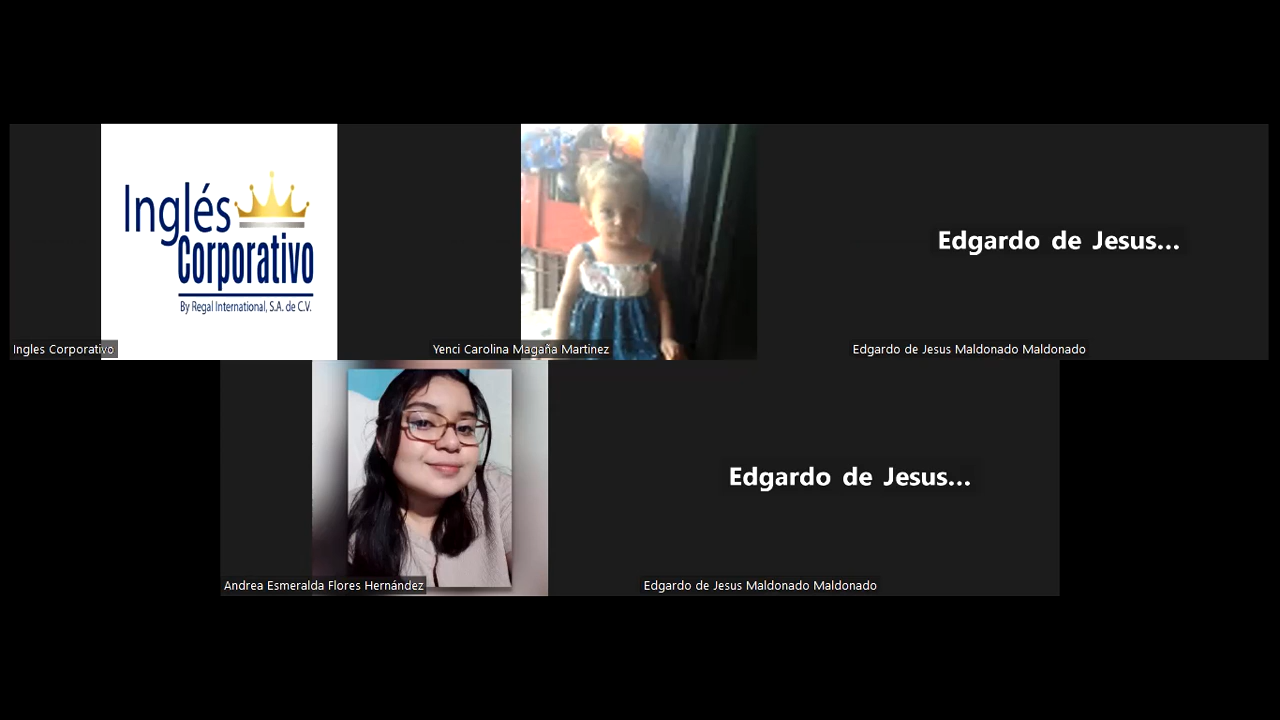 Inglés
Corporativo
By Regal International, S.A. de C.V.
Ingles Corporativo
Yenci Carolina Magaña Martinez
Edgardo de Jesus...
Edgardo de Jesus Maldonado Maldonado
Andrea Esmeralda Flores Hernández
Edgardo de Jesus...
Edgardo de Jesus Maldonado Maldonado